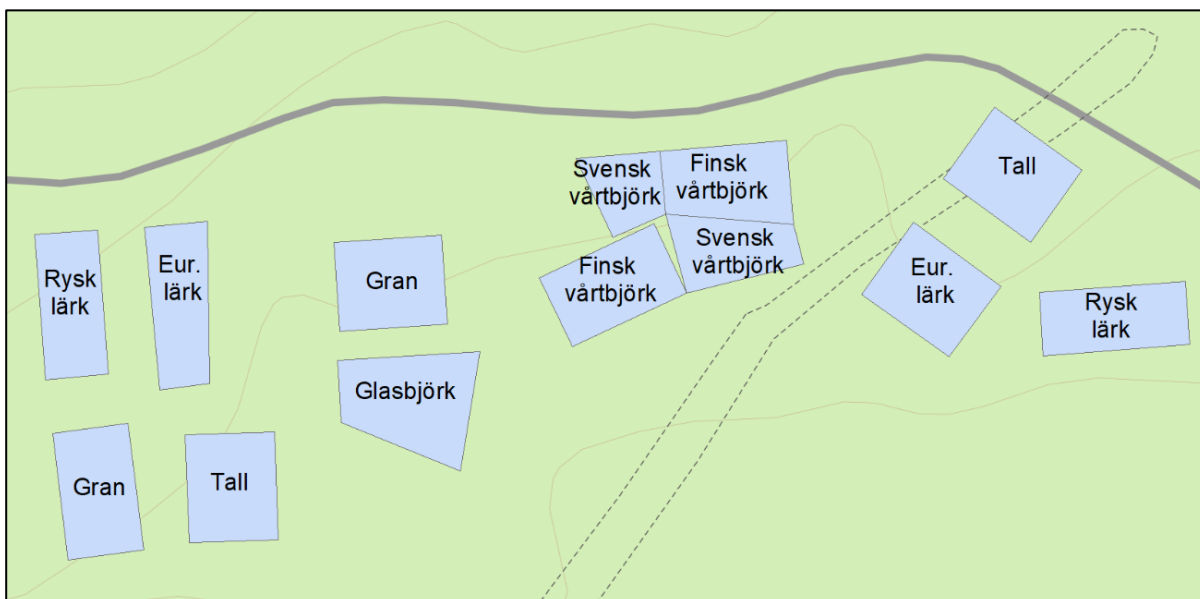 Svensk
vårtbjörk
Finsk
vårtbjörk
Tall
Rysk
lärk
Eur.
lärk
Gran
Finsk
vårtbjörk
Svensk
vårtbjörk
Eur.
lärk
Rysk
lärk
Glasbjörk
Gran
Tall